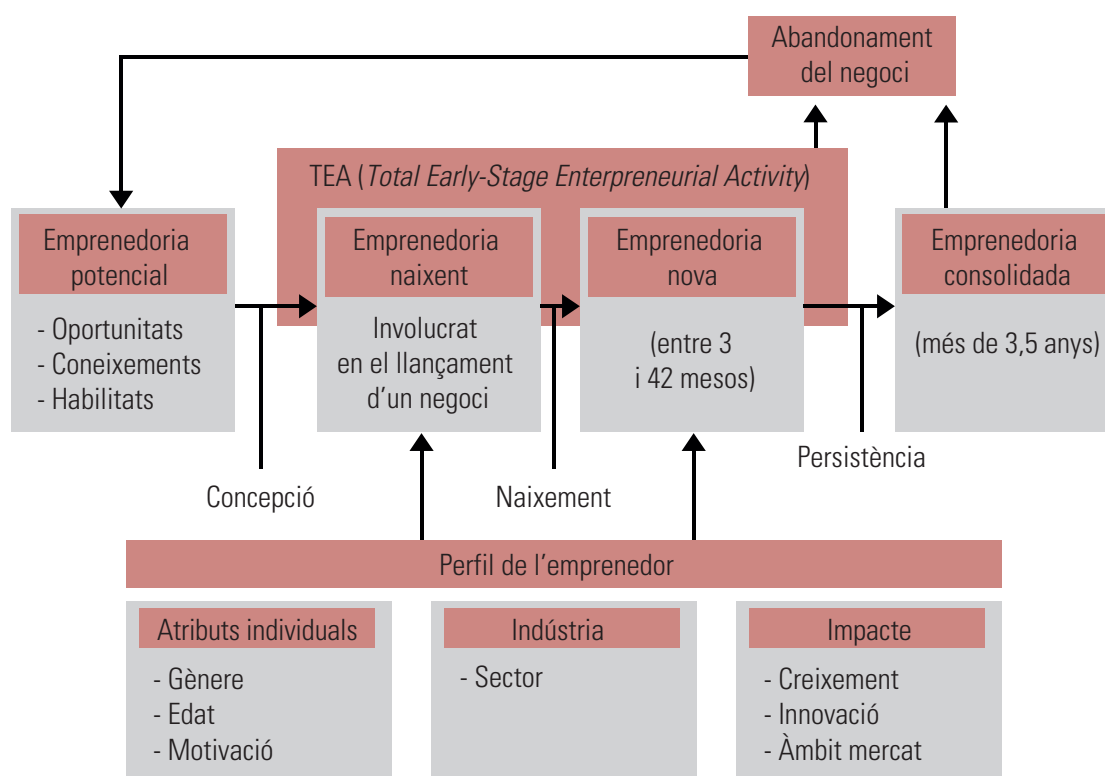 Abandonament
del negoci
TEA (Total Early-Stage Enterpreneurial Activity)
Emprenedoria
potencial
- Oportunitats
- Coneixements
- Habilitats
Emprenedoria
naixent
Involucrat
en el llançament
d’un negoci
Emprenedoria
nova
(entre 3
i 42 mesos)
Emprenedoria
consolidada
(més de 3,5 anys)
Concepció
Naixement
Persistència
Perfil de l’emprenedor
Atributs individuals
- Gènere
- Edat
- Motivació
Indústria
- Sector
Impacte
- Creixement
- Innovació
- Àmbit mercat